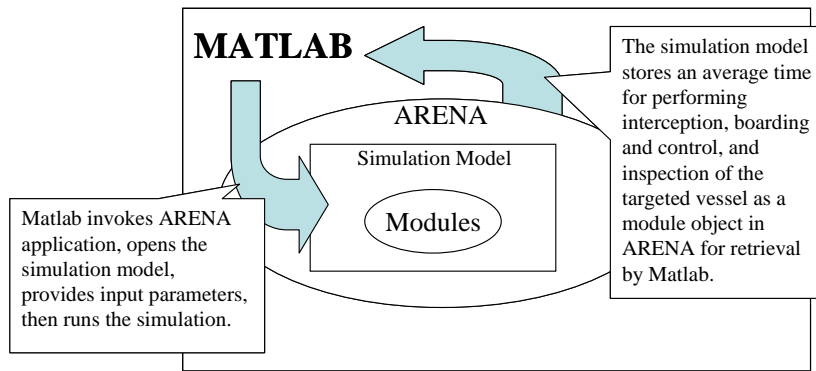 MATLAB
ARENA
Simulation Model
Modules
Matlab invokes ARENA
application, opens the
simulation model,
provides input parameters,
then runs the simulation.
The simulation model
stores an average time
for performing
interception, boarding
and control, and
inspection of the
targeted vessel as a
module object in
ARENA for retrieval
by Matlab.